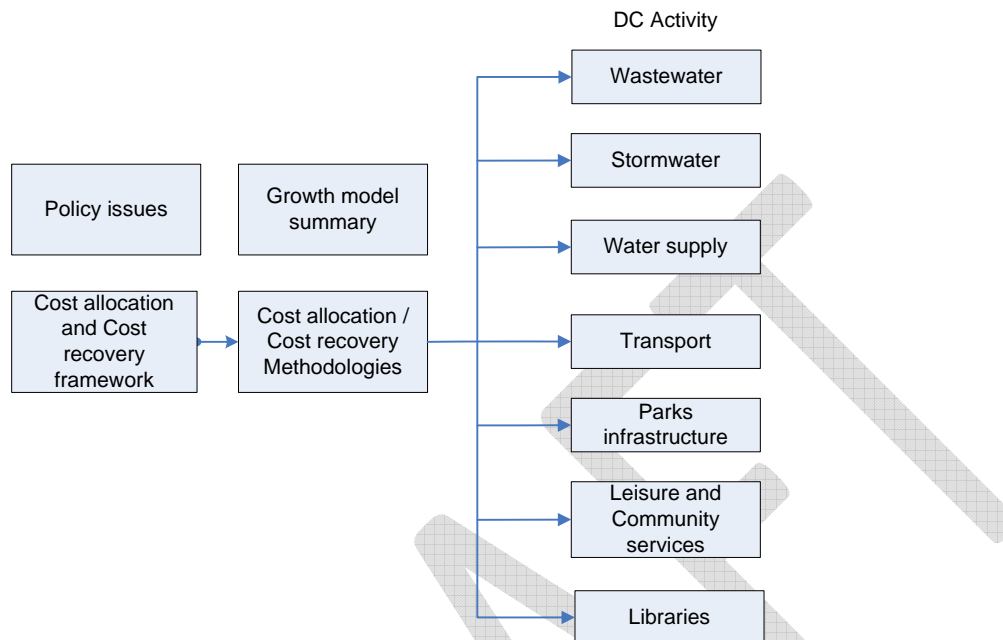 DC Activity
Wastewater
Stormwater
Policy issues
Growth model
summary
Water supply
Cost allocation
and Cost
recovery
framework
Cost allocation /
Cost recovery
Methodologies
Transport
Parks
infrastructure
Leisure and
Community
services
Libraries